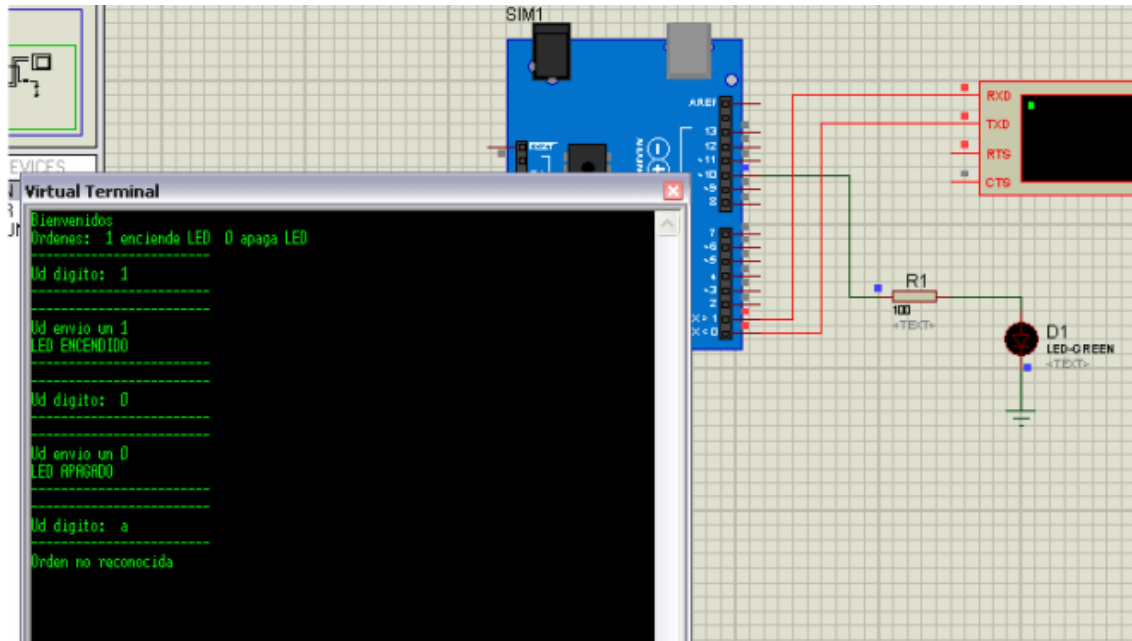 SIM1
AREF
13
12
~11
~10
~9
8
7
~6
~5
4
~3
2
X > 1
X < 0
RESET
RXD
TXD
RTS
CTS
R1
100
<TEXT>
D1
LED-GREEN
<TEXT>
EVICES
Virtual Terminal
Bienvenidos
Ordenes: 1 enciende LED 0 apaga LED
-------------------------
Ud digito: 1
-------------------------
-------------------------
Ud envio un 1
LED ENCENDIDO
-------------------------
-------------------------
Ud digito: 0
-------------------------
-------------------------
Ud envio un 0
LED APAGADO
-------------------------
-------------------------
Ud digito: a
-------------------------
Orden no reconocida